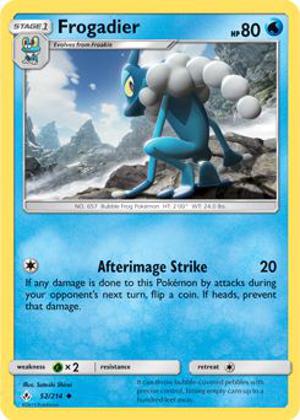 STAGE 1
Frogadier
HP 80
Evolves from Froakie
NO. 657 Bubble Frog Pokémon HT: 2'00" WT: 24.0 lbs.
Afterimage Strike 20
If any damage is done to this Pokémon by attacks
during your opponent's next turn, flip a coin. If heads, prevent
that damage.
weakness ×2 resistance retreat
Illus. Satoshi Shirai
52/214
It can throw bubble-covered pebbles with
precise control, hitting empty cans up to a
hundred feet away.